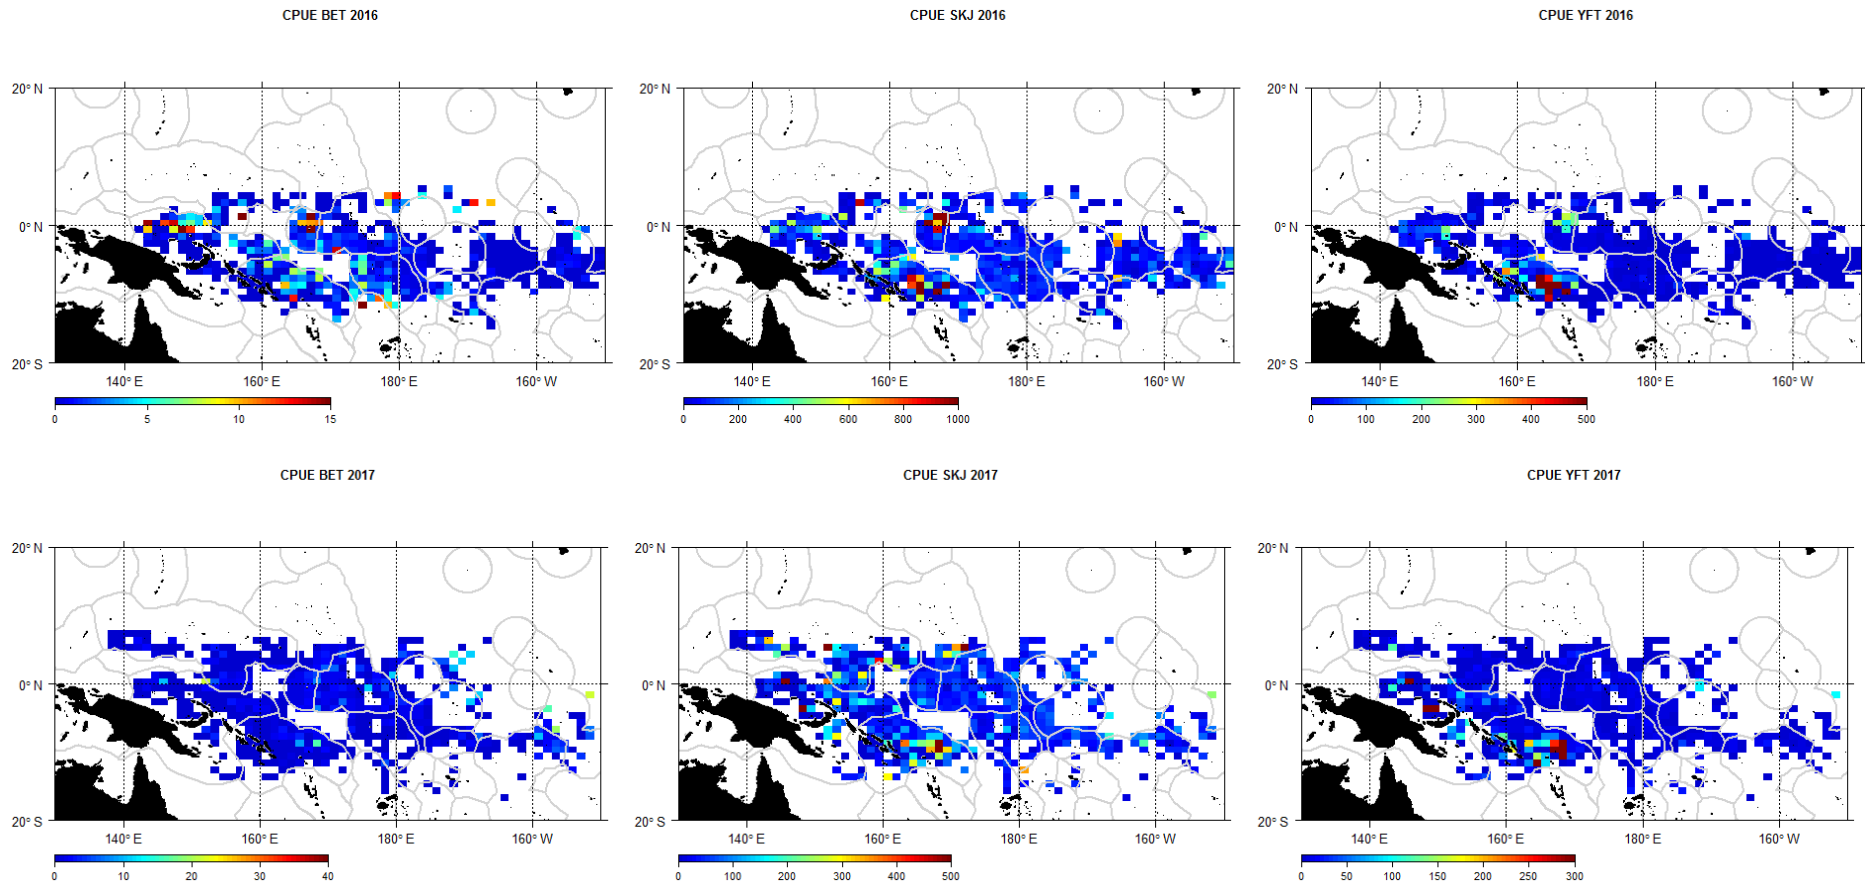 CPUE BET 2016
CPUE SKJ 2016
CPUE YFT 2016
20° N 20° N 20° N
0° N 0° N 0° N
20° S 20° S 20° S
140° E 160° E 180° E 160° W 140° E 160° E 180° E 160° W 140° E 160° E 180° E 160° W
0 5 10 15 0 200 400 600 800 1000 0 100 200 300 400 500
CPUE BET 2017
CPUE SKJ 2017
CPUE YFT 2017
20° N 20° N 20° N
0° N 0° N 0° N
20° S 20° S 20° S
140° E 160° E 180° E 160° W 140° E 160° E 180° E 160° W 140° E 160° E 180° E 160° W
0 10 20 30 40 0 100 200 300 400 500 0 50 100 150 200 250 300